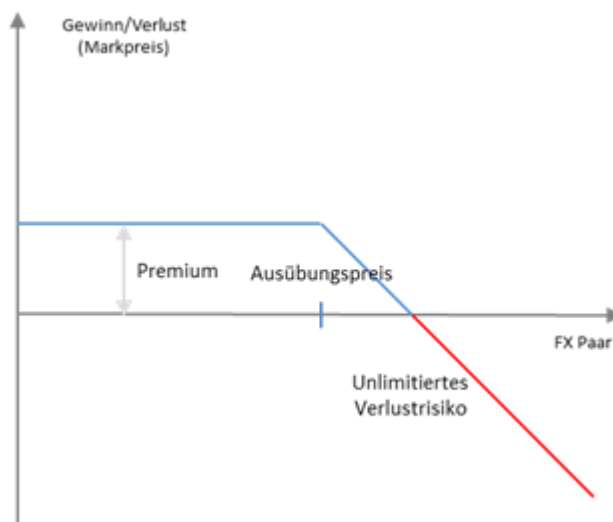 Gewinn/Verlust
(Markpreis)
Premium
Ausübungspreis
FX Paar
Unlimitiertes
Verlustrisiko